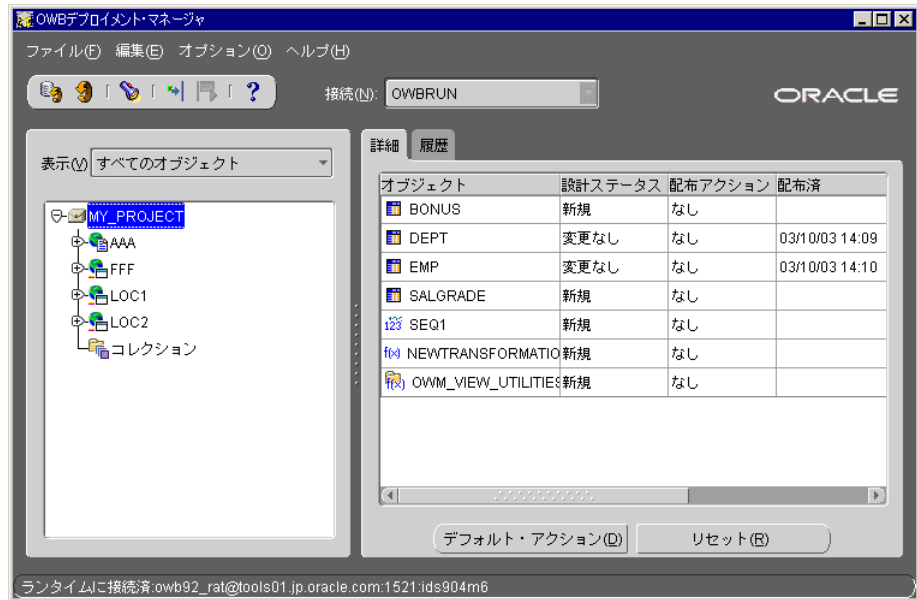 OWBデプロイメント・マネージャ
ファイル(F) 編集(E) オプション(O) ヘルプ(H)
接続(N): OWBRUN
ORACLE
表示(V) すべてのオブジェクト
MY_PROJECT
AAA
FFF
LOC1
LOC2
コレクション
詳細 履歴
オブジェクト 設計ステータス 配布アクション 配布済
BONUS 新規 なし
DEPT 変更なし なし 03/10/03 14:09
EMP 変更なし なし 03/10/03 14:10
SALGRADE 新規 なし
123 SEQ1 新規 なし
f(x) NEWTRANSFORMATIO 新規 なし
f(x) OWM_VIEW_UTILITIES 新規 なし
デフォルト・アクション(D) リセット(R)
ランタイムに接続済:owb92_rat@tools01.jp.oracle.com:1521:ids904m6